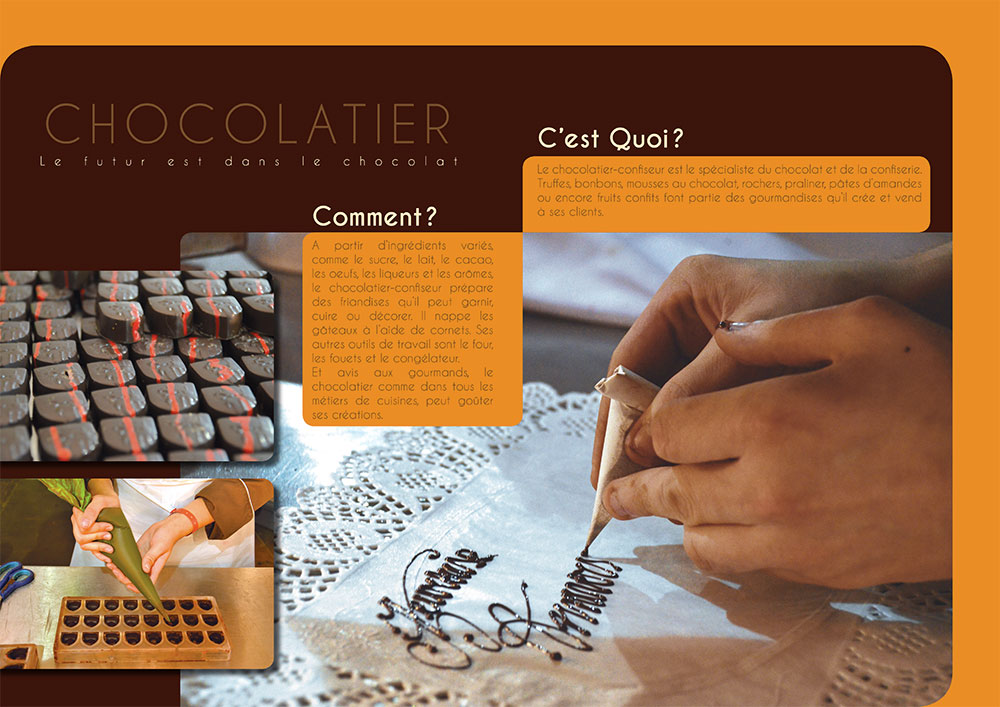 CHOCOLATIER
Le futur est dans le chocolat
C'est Quoi?
Le chocolatier-confiseur est le spécialiste du chocolat et de la confiserie.
Truffes, bonbons, mousses au chocolat, rochers, praliner, pâtes d'amandes
ou encore fruits confits font partie des gourmandises qu'il crée et vend
à ses clients.
Comment?
A partir d'ingrédients variés,
comme le sucre, le lait, le cacao,
les oeufs, les liqueurs et les arômes,
le chocolatier-confiseur prépare
des friandises qu'il peut garnir,
cuire ou décorer. Il nappe les
gâteaux à l'aide de cornets. Ses
autres outils de travail sont le four,
les fouets et le congélateur.
Et avis aux gourmands, le
chocolatier comme dans tous les
métiers de cuisines, peut goûter
ses créations.